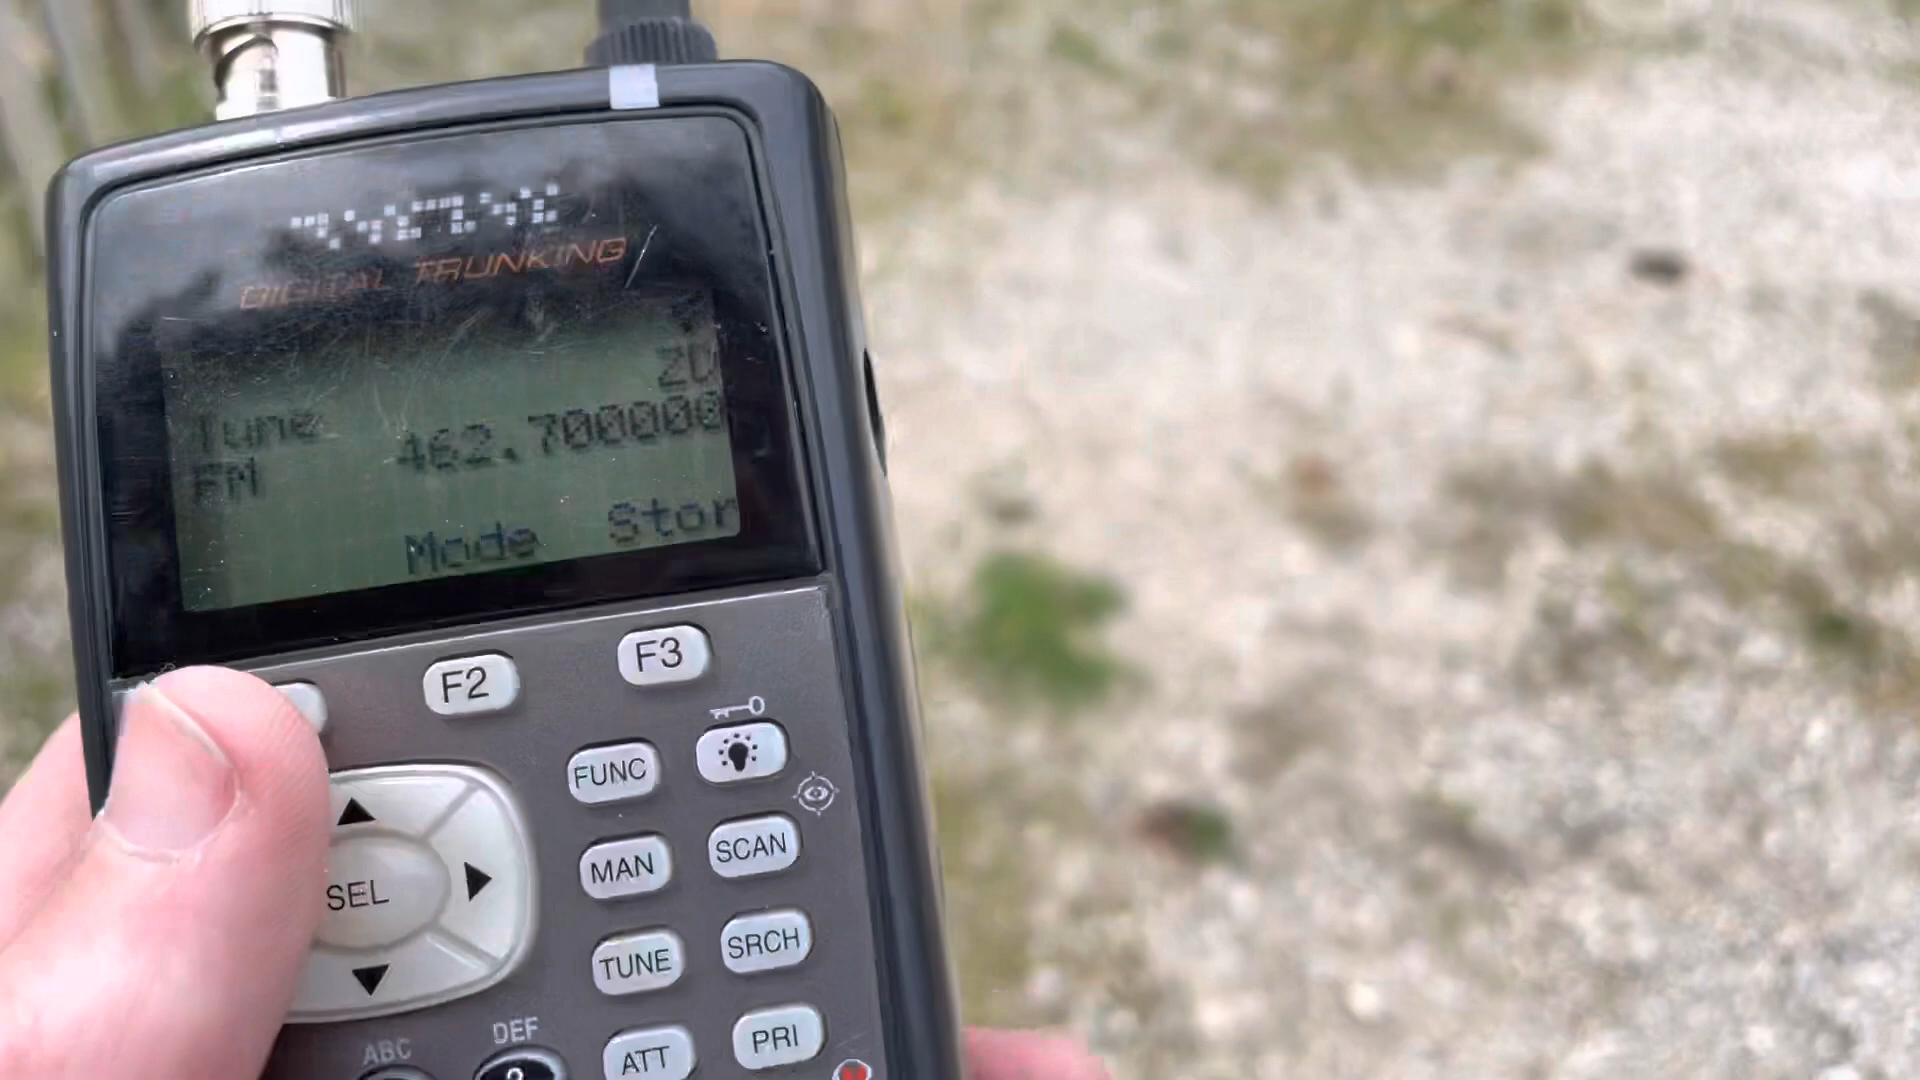 DIGITAL TRUNKING
Tune 462.700000
FM
Mode Stor
F2
F3
FUNC
MAN
SCAN
SEL
TUNE
SRCH
ABC
DEF
ATT
PRI